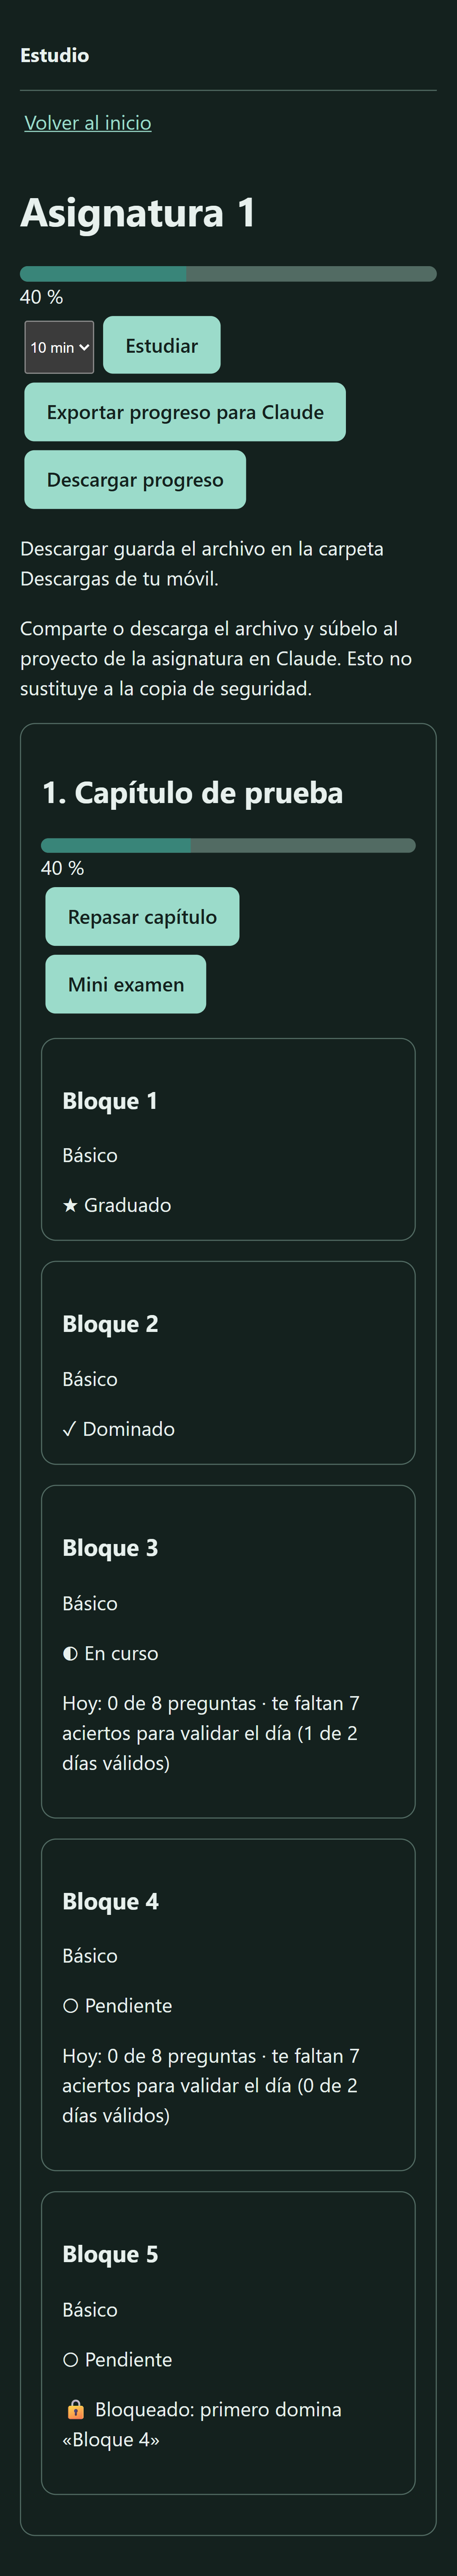 Estudio
Volver al inicio
Asignatura 1
40 %
10 min
Estudiar
Exportar progreso para Claude
Descargar progreso
Descargar guarda el archivo en la carpeta
Descargas de tu móvil.
Comparte o descarga el archivo y súbelo al
proyecto de la asignatura en Claude. Esto no
sustituye a la copia de seguridad.
1. Capítulo de prueba
40 %
Repasar capítulo
Mini examen
Bloque 1
Básico
★ Graduado
Bloque 2
Básico
✓ Dominado
Bloque 3
Básico
◐ En curso
Hoy: 0 de 8 preguntas · te faltan 7
aciertos para validar el día (1 de 2
días válidos)
Bloque 4
Básico
○ Pendiente
Hoy: 0 de 8 preguntas · te faltan 7
aciertos para validar el día (0 de 2
días válidos)
Bloque 5
Básico
○ Pendiente
🔒 Bloqueado: primero domina
«Bloque 4»